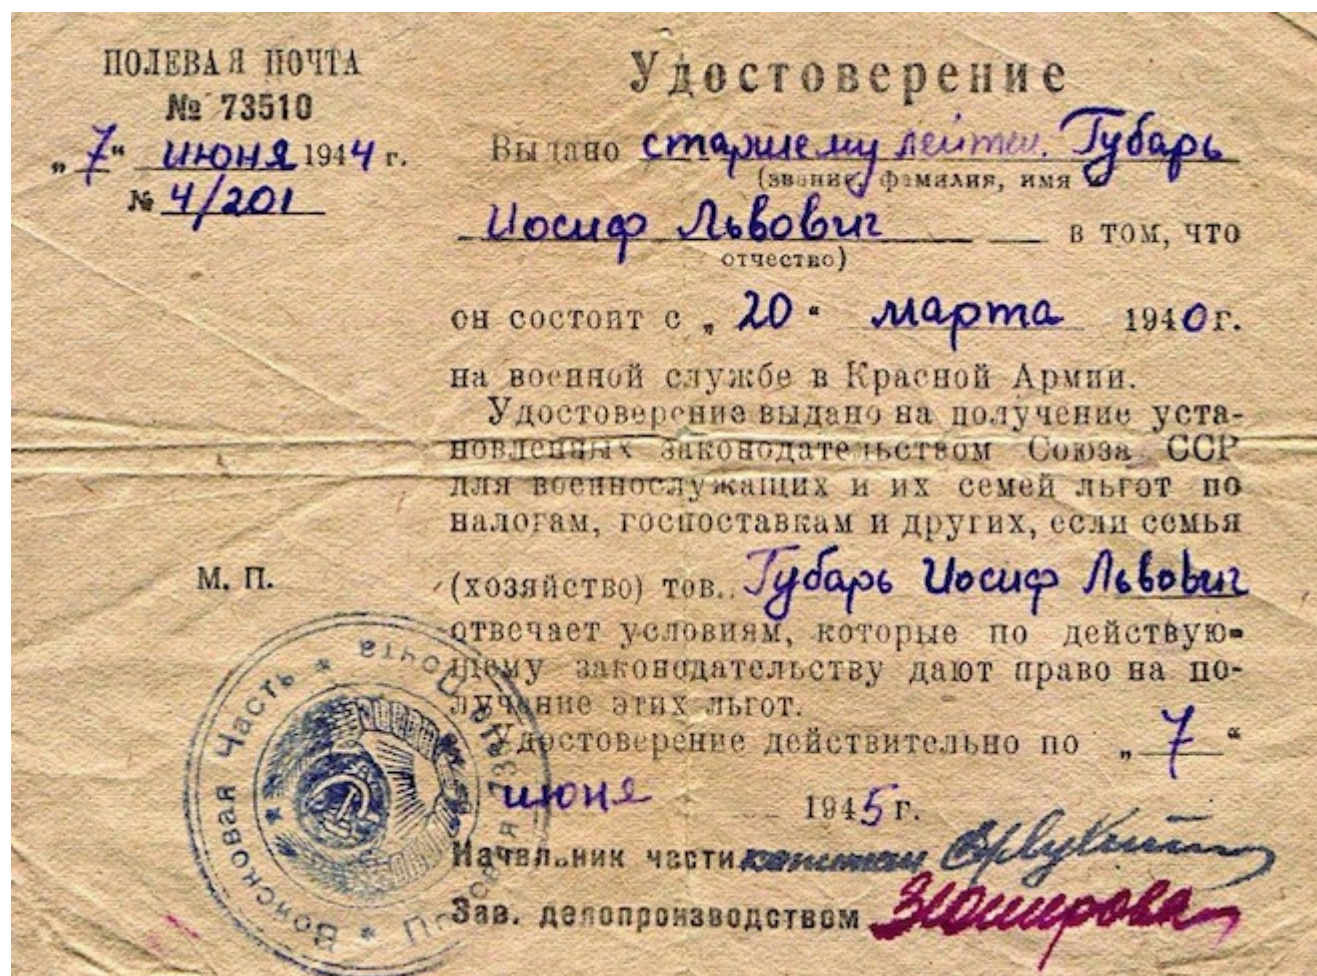 ПОЛЕВАЯ ПОЧТА
№ 73510
„7“ июня 1944 г.
№ 4/201
Удостоверение
Выдано старшему лейтен. Губарь
(звание, фамилия, имя и
Иосиф Львович в том, что
отчество)
он состоит с „20“ марта 1940 г.
на военной службе в Красной Армии.
Удостоверение выдано на получение уста-
новленных законодательством Союза ССР
для военнослужащих и их семей льгот по
налогам, госпоставкам и других, если семья
(хозяйство) тов. Губарь Иосиф Львович
отвечает условиям, которые по действую-
щему законодательству дают право на по-
лучение этих льгот.
Удостоверение действительно по „7“
июня 1945 г.
Начальник части капитан
Зав. делопроизводством
М. П.
Войсковая Часть * Полевая Почта * 73510